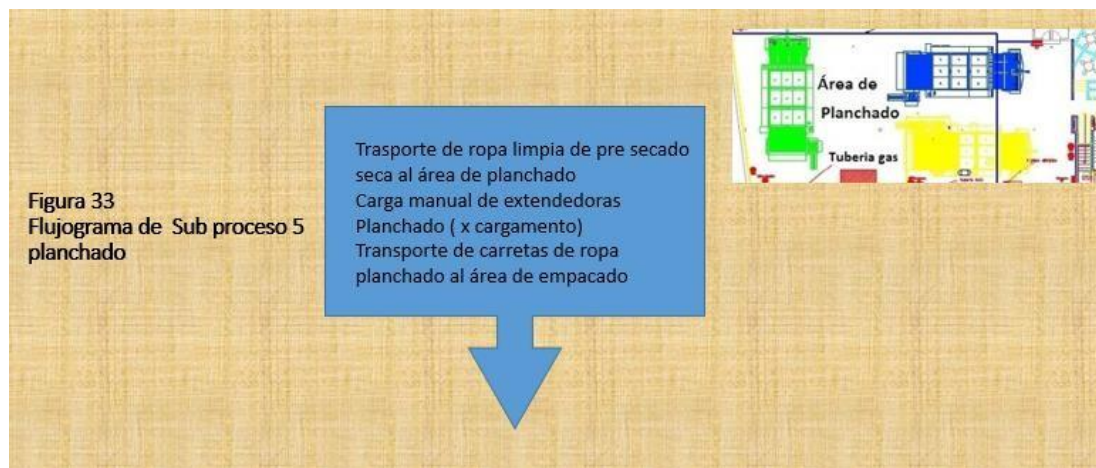 Figura 33
Flujograma de Sub proceso 5
planchado
Trasporte de ropa limpia de pre secado
seca al área de planchado
Carga manual de extendedoras
Planchado ( x cargamento)
Transporte de carretas de ropa
planchado al área de empacado
Área de
Planchado
Tuberia gas